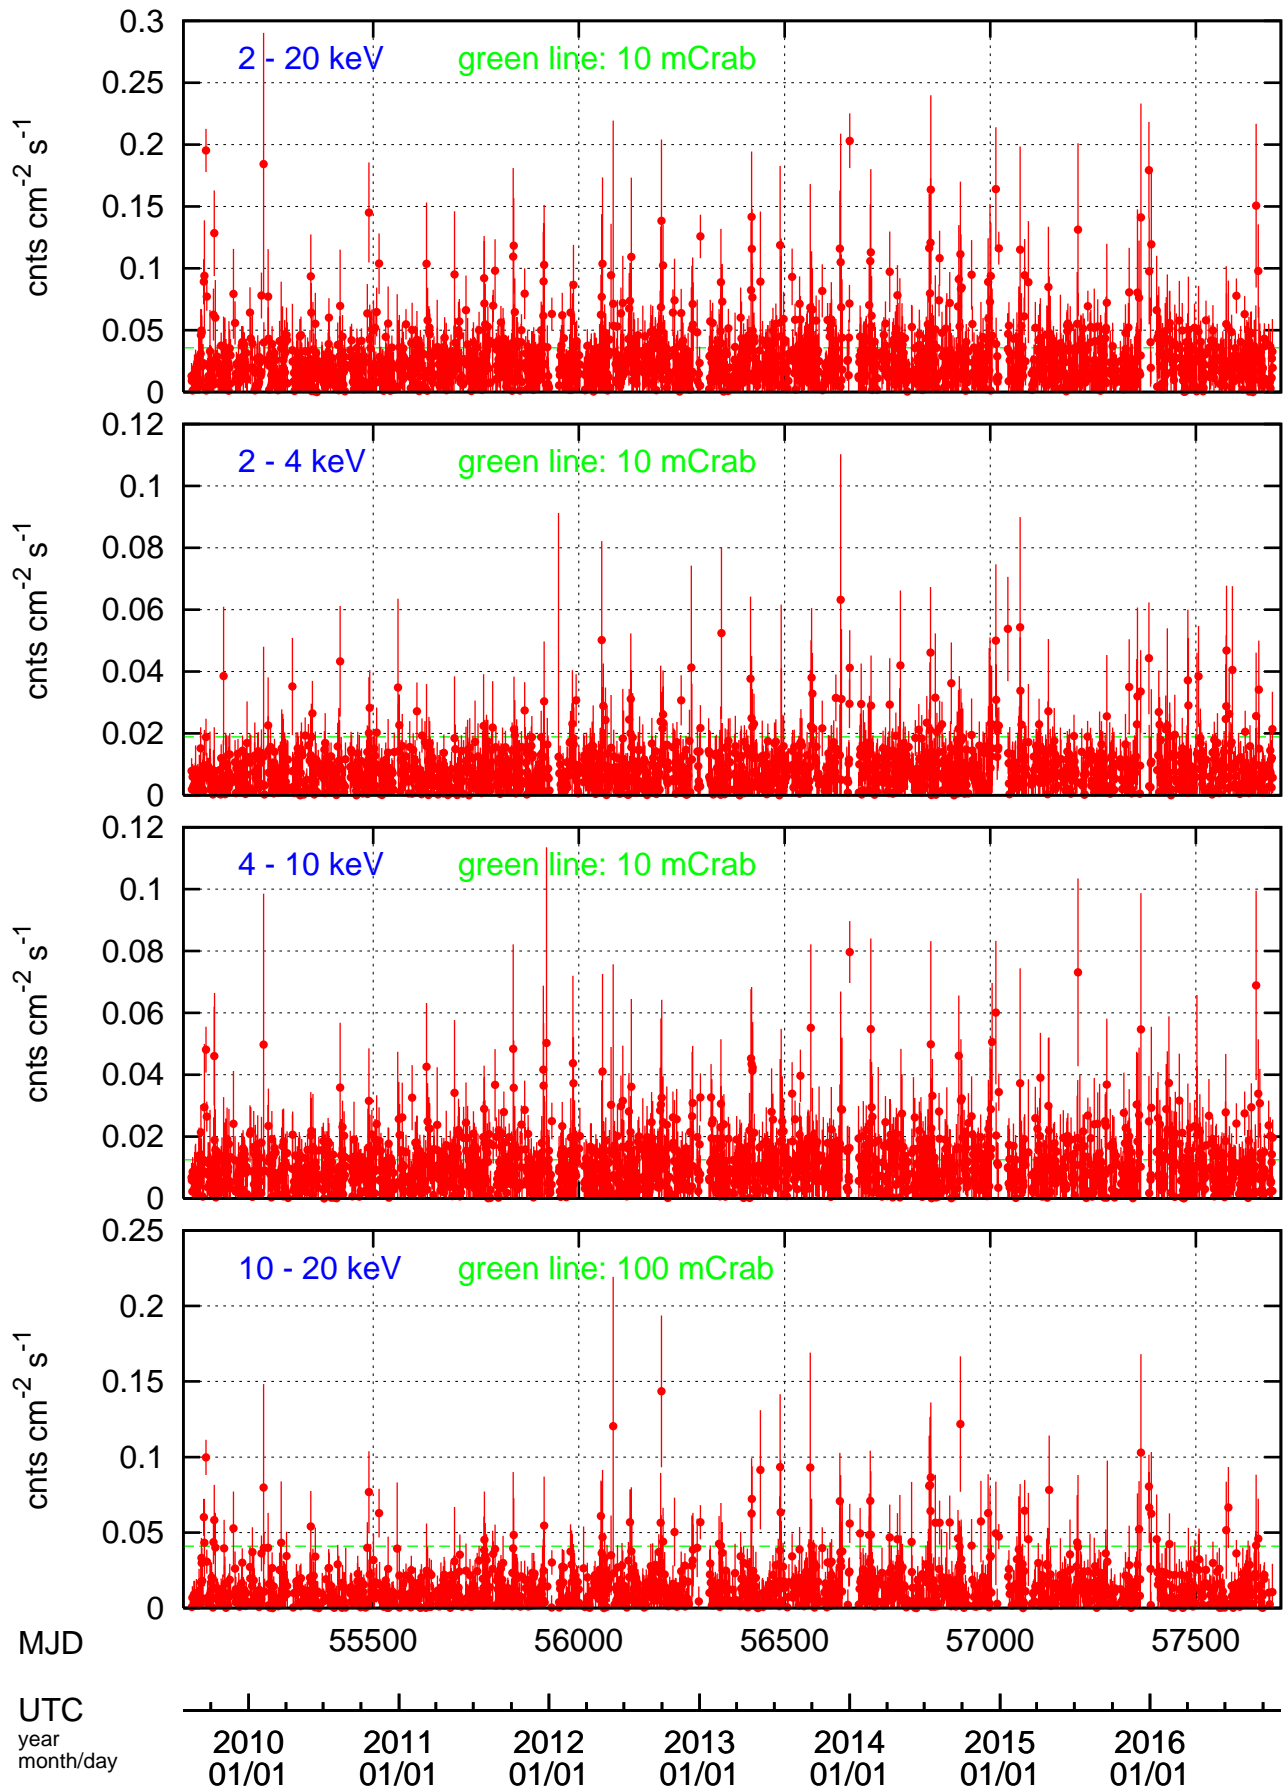 0.3
2 - 20 keV green line: 10 mCrab
0.25
0.2
0.15
0.1
0.05
0
cnts cm-2 s-1
0.12
2 - 4 keV green line: 10 mCrab
0.1
0.08
0.06
0.04
0.02
0
cnts cm-2 s-1
0.12
4 - 10 keV green line: 10 mCrab
0.1
0.08
0.06
0.04
0.02
0
cnts cm-2 s-1
0.25
10 - 20 keV green line: 100 mCrab
0.2
0.15
0.1
0.05
0
cnts cm-2 s-1
MJD 55500 56000 56500 57000 57500
UTC
year 2010 2011 2012 2013 2014 2015 2016
month/day 01/01 01/01 01/01 01/01 01/01 01/01 01/01